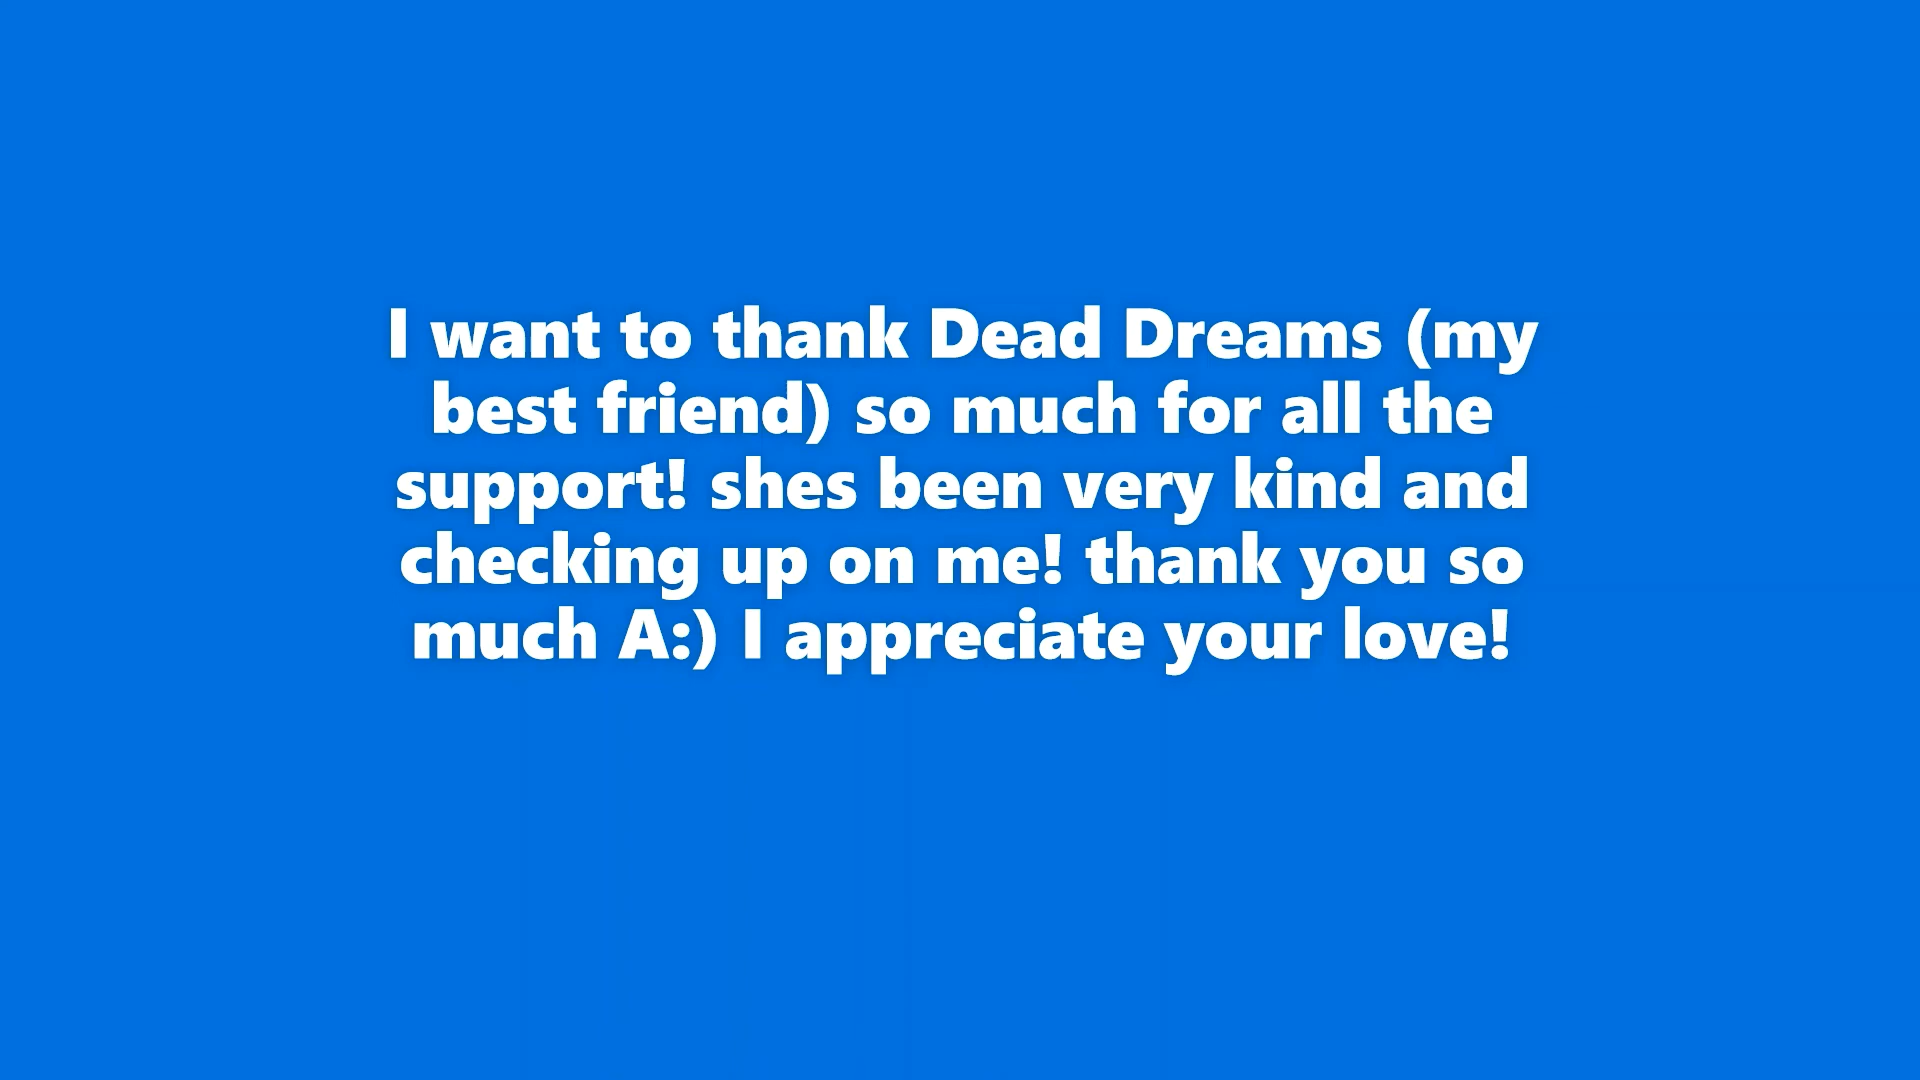 I want to thank Dead Dreams (my
best friend) so much for all the
support! shes been very kind and
checking up on me! thank you so
much A:) I appreciate your love!